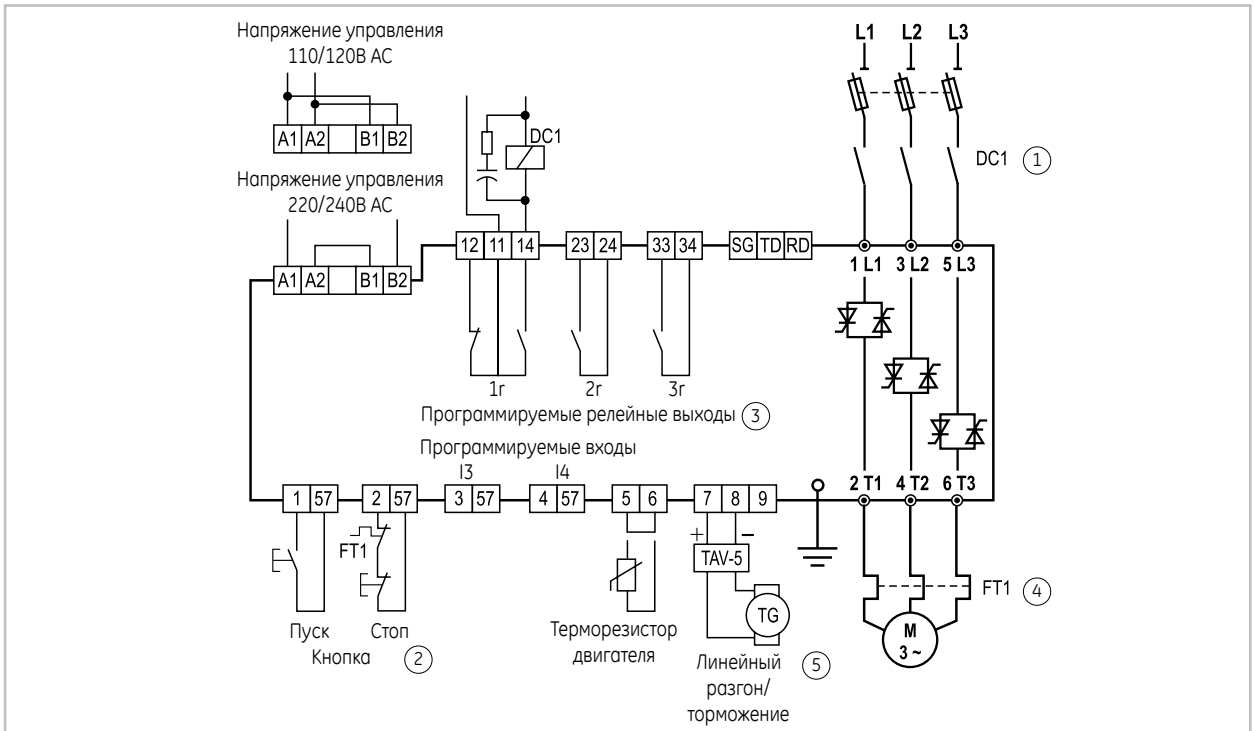 Напряжение управления
110/120В AC
A1 A2 B1 B2
Напряжение управления
220/240В AC
A1 A2 B1 B2
DC1
12 11 14 23 24 33 34 SG TD RD
1r 2r 3r
Программируемые релейные выходы 3
Программируемые входы
I3 I4
1 57 2 57 3 57 4 57 5 6 7 8 9
FT1
Пуск Стоп
Кнопка 2
Терморезистор
двигателя
+ −
TAV-5
TG
Линейный 5
разгон/
торможение
L1 L2 L3
DC1 1
1 L1 3 L2 5 L3
2 T1 4 T2 6 T3
FT1 4
M
3 ~